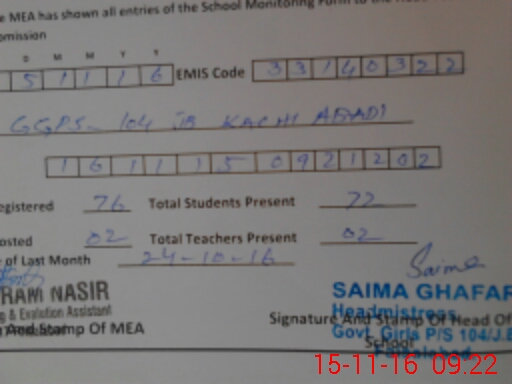 e MEA has shown all entries of the School Monitoring Form to the
omission
D M M Y Y
5 1 1 1 6 EMIS Code 3 3 1 4 0 3 2 2
GGPS- 104 JB KACHI ABADI
1 6 1 1 1 5 0 9 2 1 2 0 2
egistered 76 Total Students Present 72
osted 02 Total Teachers Present 02
e of Last Month 24-10-16
Saima
RAM NASIR SAIMA GHAFAR
g & Evalution Assistant Headmistress
And Stamp Of MEA Signature And Stamp Of Head Of
Govt. Girls P/S 104/J.B
School
15-11-16 09:22